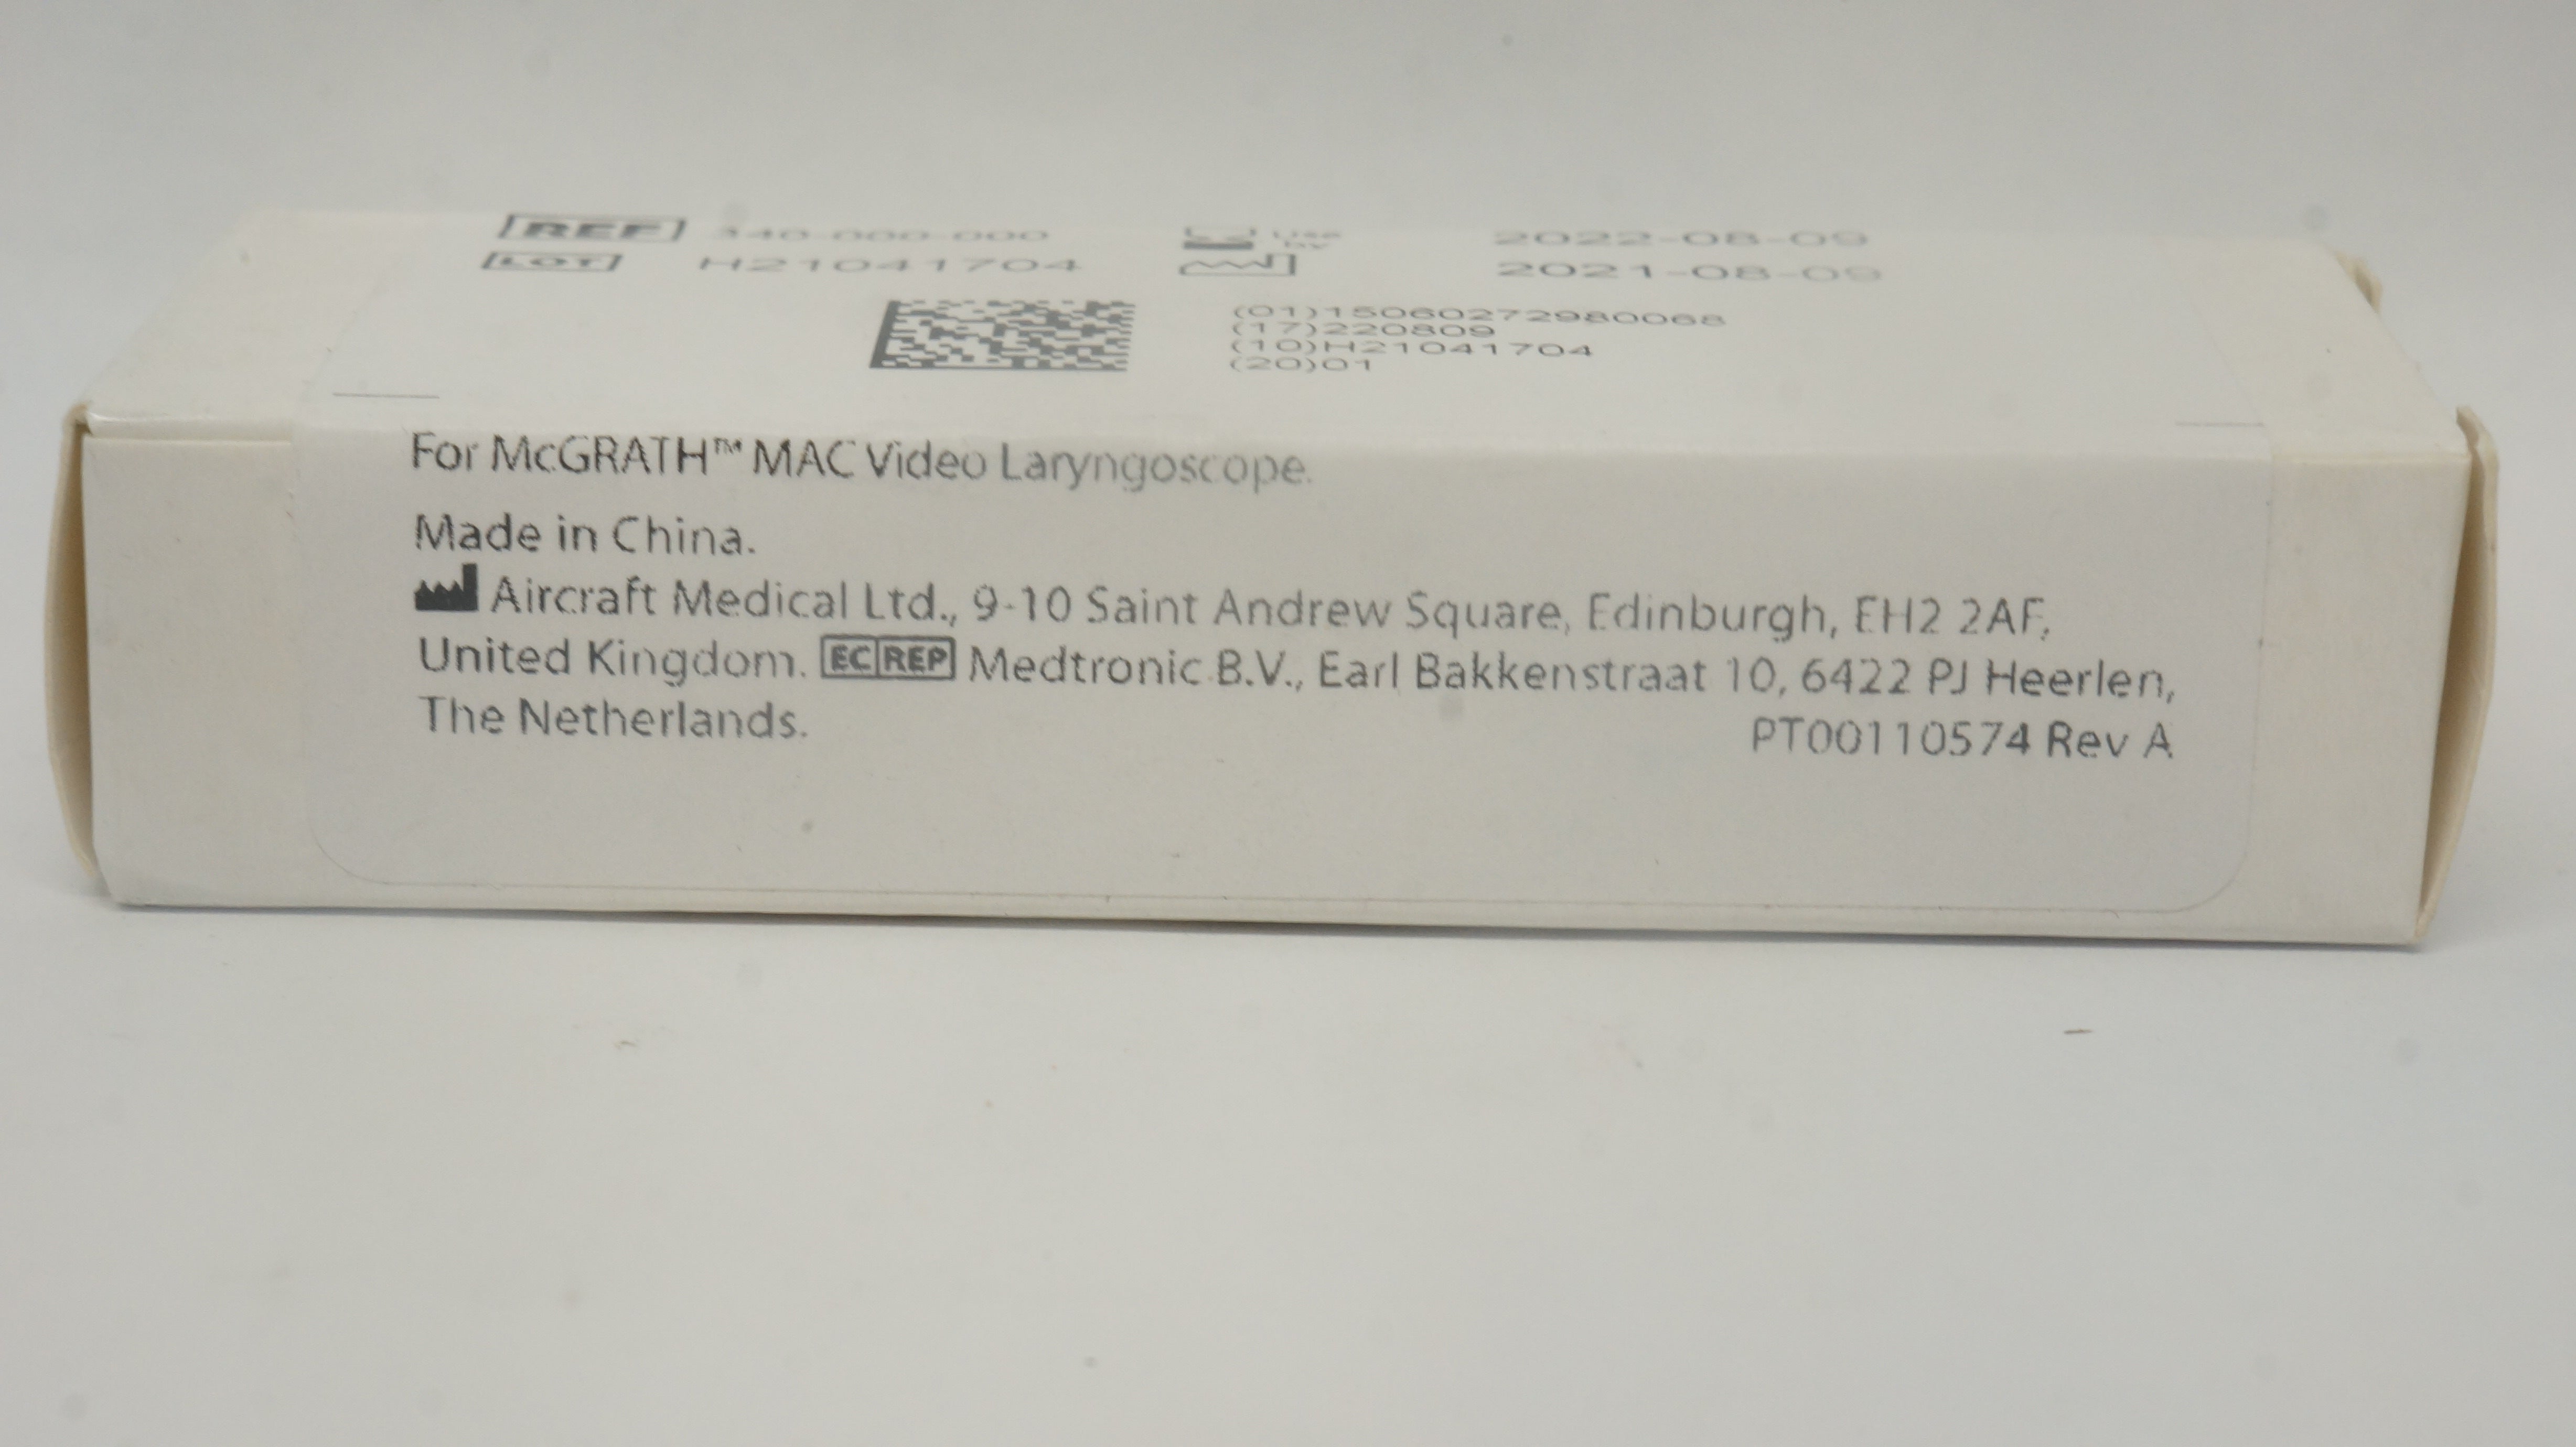 REF 340-000-000 Use by 2022-08-09
LOT H21041704 2021-08-09
(01)15060272980068
(17)220809
(10)H21041704
(20)01
For McGRATH™ MAC Video Laryngoscope.
Made in China.
Aircraft Medical Ltd., 9-10 Saint Andrew Square, Edinburgh, EH2 2AF,
United Kingdom. EC REP Medtronic B.V., Earl Bakkenstraat 10, 6422 PJ Heerlen,
The Netherlands. PT00110574 Rev A